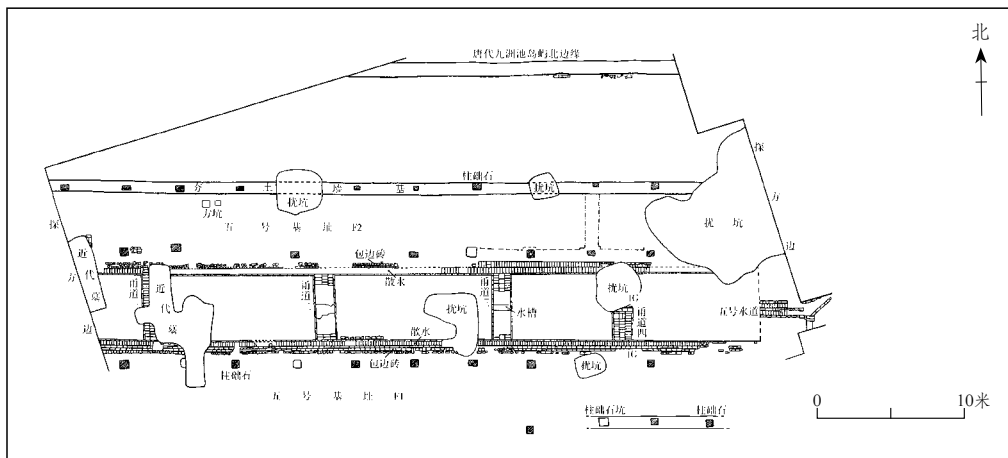 唐代九洲池岛屿北边缘
北
探
方
边
柱础石
夯 土 墙 基
扰坑
扰坑
扰坑
方坑
五 号 基 址 F2
探
方
边
近
代
墓
包边砖
散水
甬道
近
代
墓
甬道
扰坑
甬道
水槽
扰坑
IG
甬道四
五号水道
散水
包边砖
IG
柱础石
扰坑
五 号 基 址 F1
柱础石坑
柱础石
0
10米